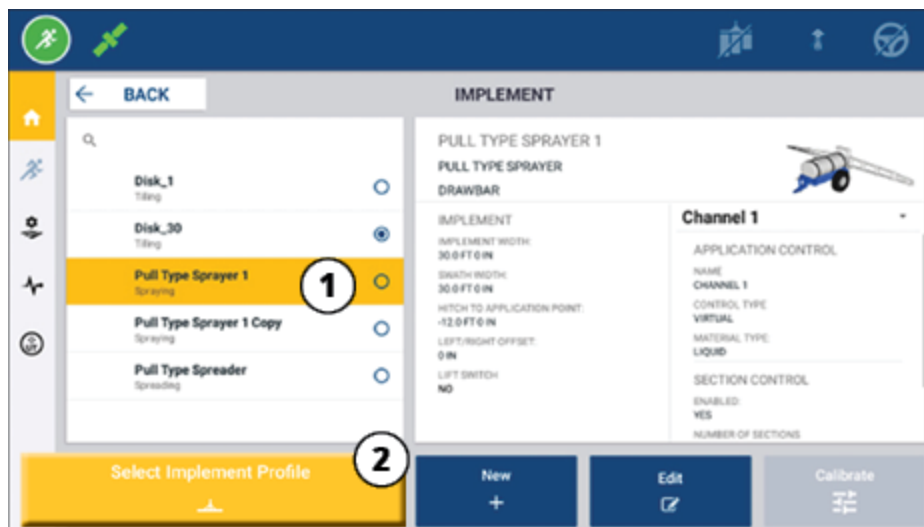 BACK
IMPLEMENT
Disk_1
Tilling
Disk_30
Tilling
Pull Type Sprayer 1
Spraying
1
Pull Type Sprayer 1 Copy
Spraying
Pull Type Spreader
Spreading
PULL TYPE SPRAYER 1
PULL TYPE SPRAYER
DRAWBAR
IMPLEMENT
IMPLEMENT WIDTH:
30.0 FT 0 IN
SWATH WIDTH:
30.0 FT 0 IN
HITCH TO APPLICATION POINT:
-12.0 FT 0 IN
LEFT/RIGHT OFFSET:
0 IN
LIFT SWITCH
NO
Channel 1
APPLICATION CONTROL
NAME
CHANNEL 1
CONTROL TYPE
VIRTUAL
MATERIAL TYPE:
LIQUID
SECTION CONTROL
ENABLED:
YES
NUMBER OF SECTIONS
Select Implement Profile
2
New
Edit
Calibrate